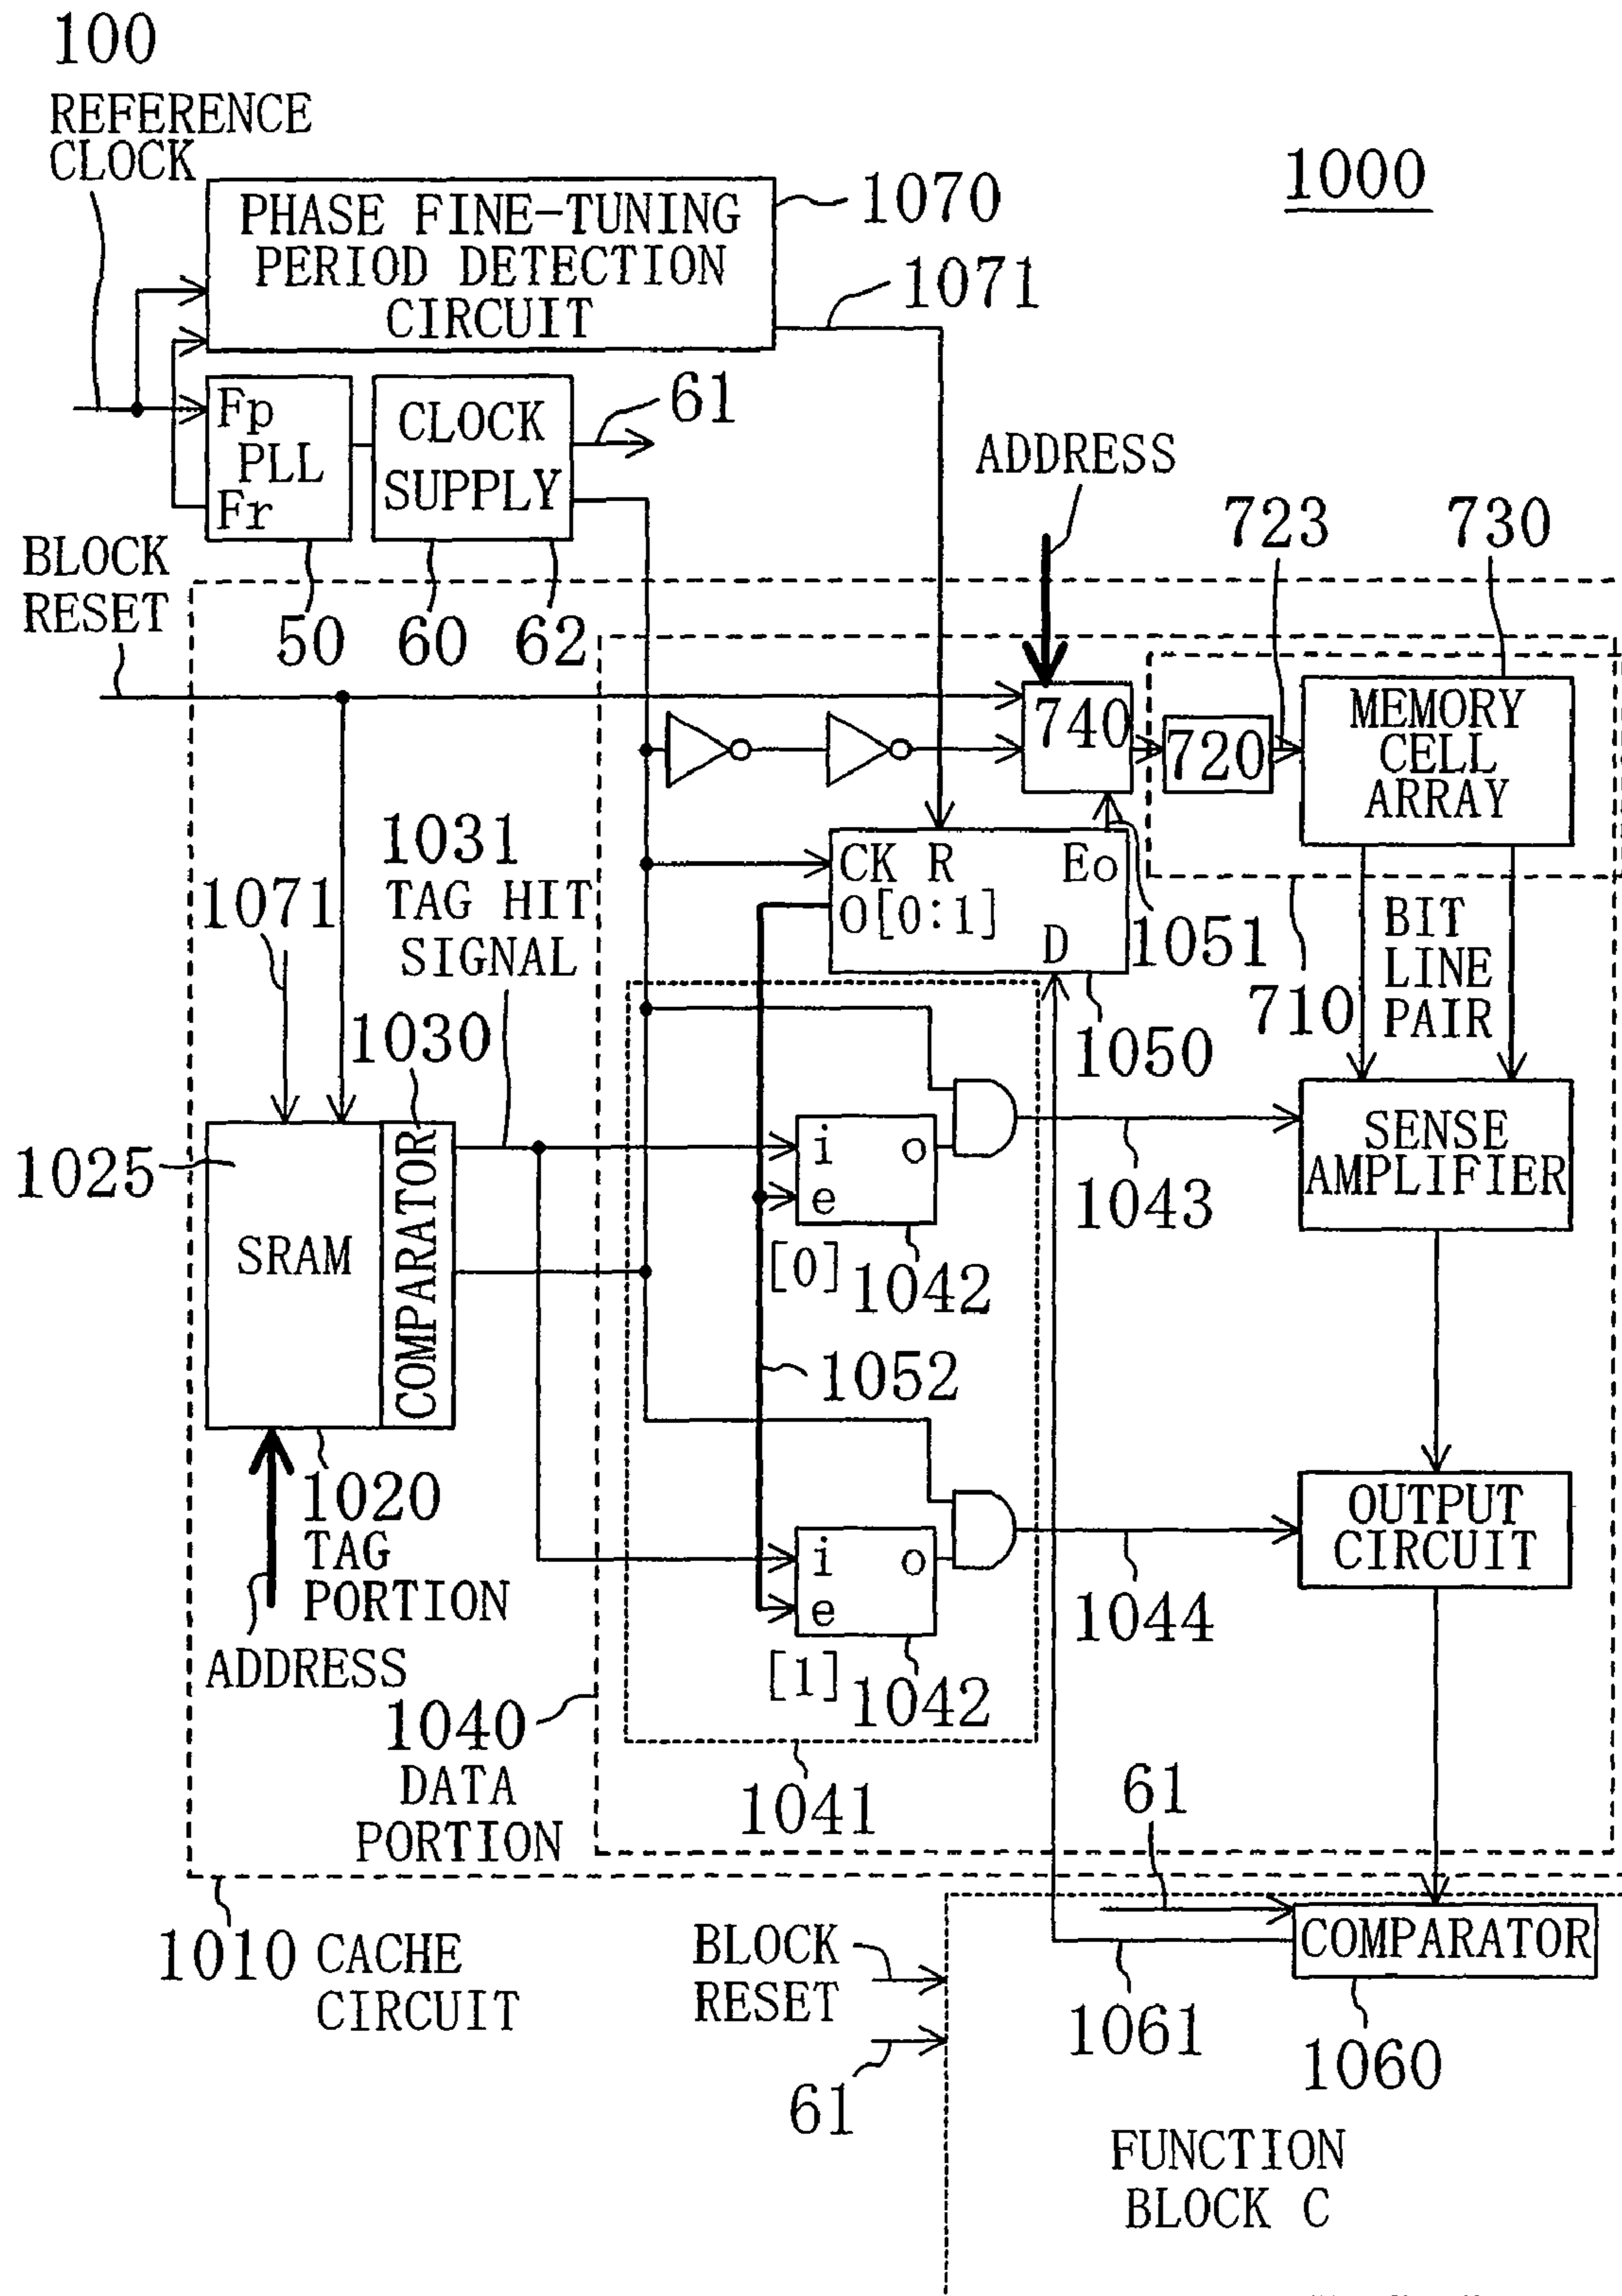 100
REFERENCE
CLOCK
1000
PHASE FINE-TUNING
PERIOD DETECTION
CIRCUIT
1070
1071
Fp
PLL
Fr
CLOCK
SUPPLY
61
ADDRESS
723
730
BLOCK
RESET
50
60
62
740
720
MEMORY
CELL
ARRAY
1031
TAG HIT
SIGNAL
1071
CK R Eo
O[0:1]
D
1051
710
BIT
LINE
PAIR
1030
1050
1025
SRAM
COMPARATOR
i o
e
[0]
1042
1043
SENSE
AMPLIFIER
1052
1020
TAG
PORTION
ADDRESS
i o
e
[1]
1042
1044
OUTPUT
CIRCUIT
1040
DATA
PORTION
1041
61
1010 CACHE
CIRCUIT
BLOCK
RESET
61
1061
COMPARATOR
1060
FUNCTION
BLOCK C